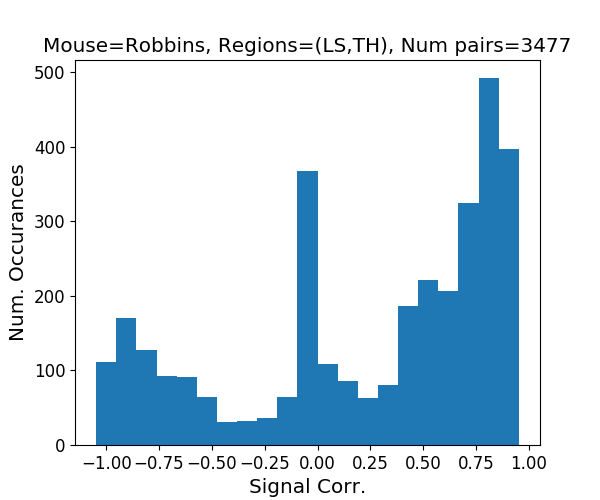 Mouse=Robbins, Regions=(LS,TH), Num pairs=3477
500
400
300
200
100
0
Num. Occurances
−1.00 −0.75 −0.50 −0.25 0.00 0.25 0.50 0.75 1.00
Signal Corr.